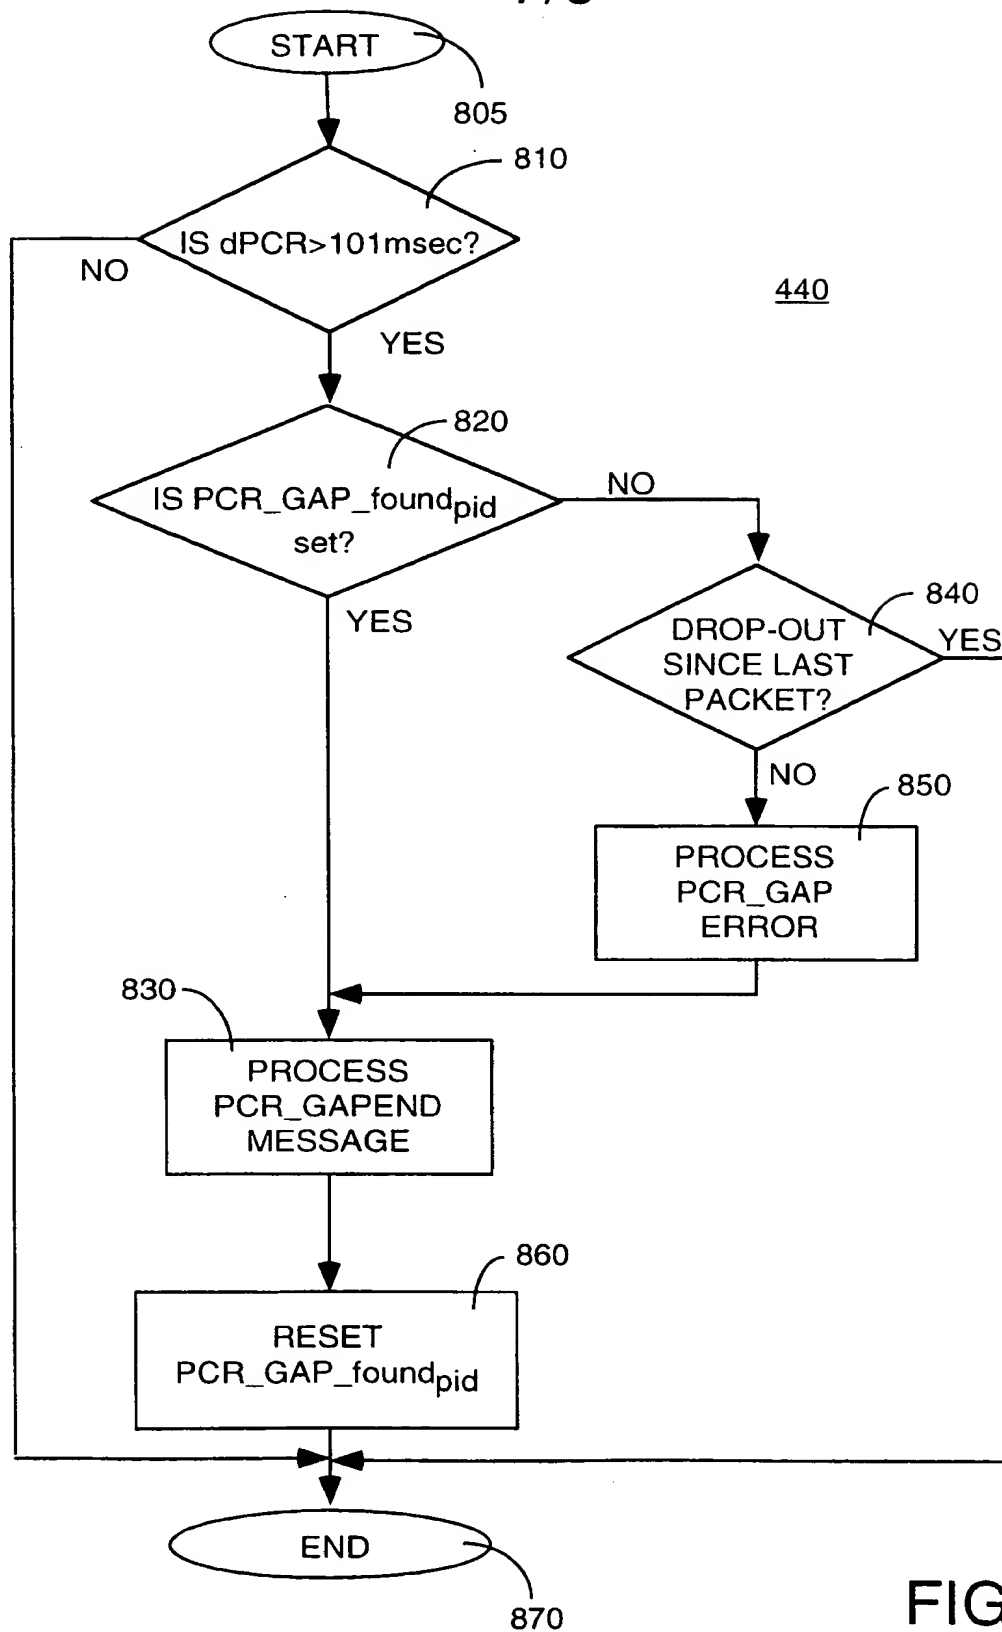 START
805
810
IS dPCR>101msec?
NO
440
YES
820
IS PCR_GAP_foundpid
set?
NO
YES
840
DROP-OUT
SINCE LAST
PACKET?
YES
NO
850
PROCESS
PCR_GAP
ERROR
830
PROCESS
PCR_GAPEND
MESSAGE
860
RESET
PCR_GAP_foundpid
END
870
FIG